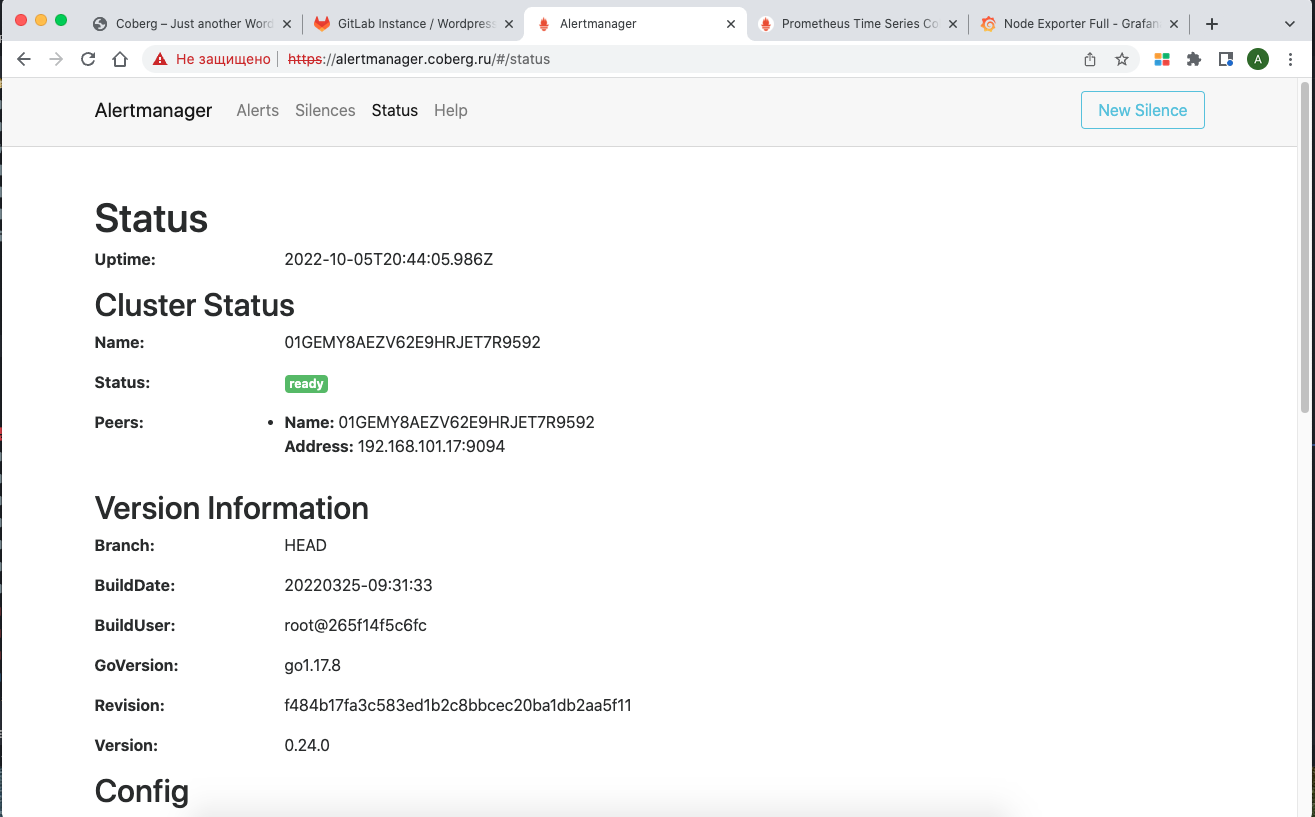 Coberg – Just another Word
GitLab Instance / Wordpress
Alertmanager
Prometheus Time Series Co
Node Exporter Full - Grafan
Не защищено
https://alertmanager.coberg.ru/#/status
A
Alertmanager Alerts Silences Status Help New Silence
Status
Uptime: 2022-10-05T20:44:05.986Z
Cluster Status
Name: 01GEMY8AEZV62E9HRJET7R9592
Status: ready
Peers: • Name: 01GEMY8AEZV62E9HRJET7R9592
Address: 192.168.101.17:9094
Version Information
Branch: HEAD
BuildDate: 20220325-09:31:33
BuildUser: root@265f14f5c6fc
GoVersion: go1.17.8
Revision: f484b17fa3c583ed1b2c8bbcec20ba1db2aa5f11
Version: 0.24.0
Config